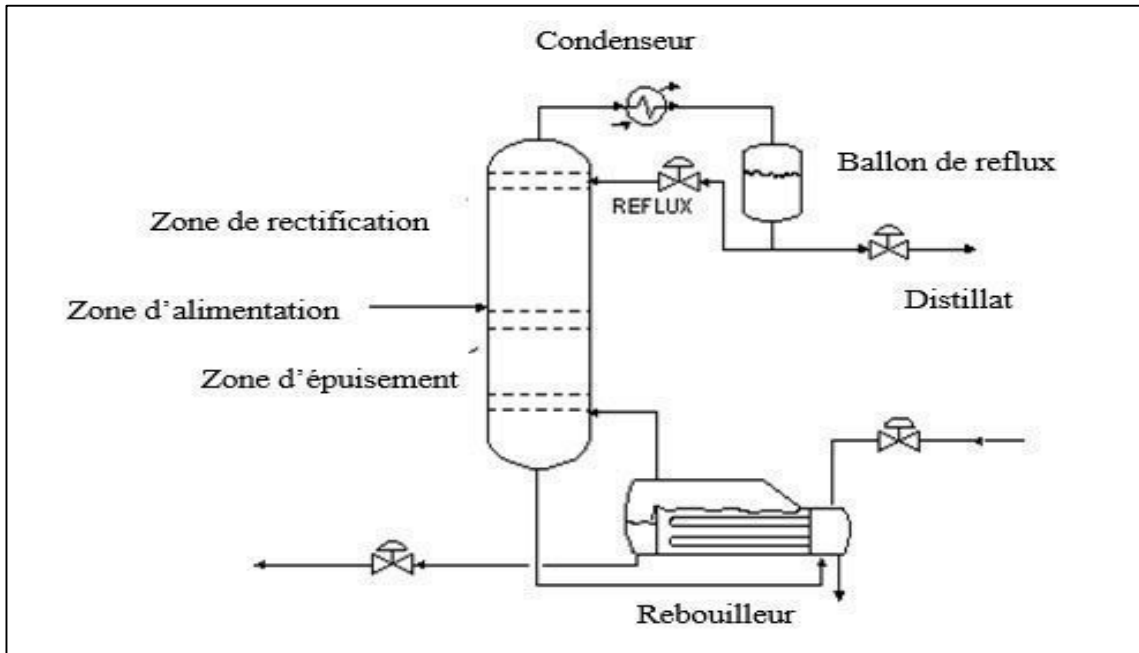 Condenseur
Ballon de reflux
REFLUX
Zone de rectification
Distillat
Zone d’alimentation
Zone d’épuisement
Rebouilleur